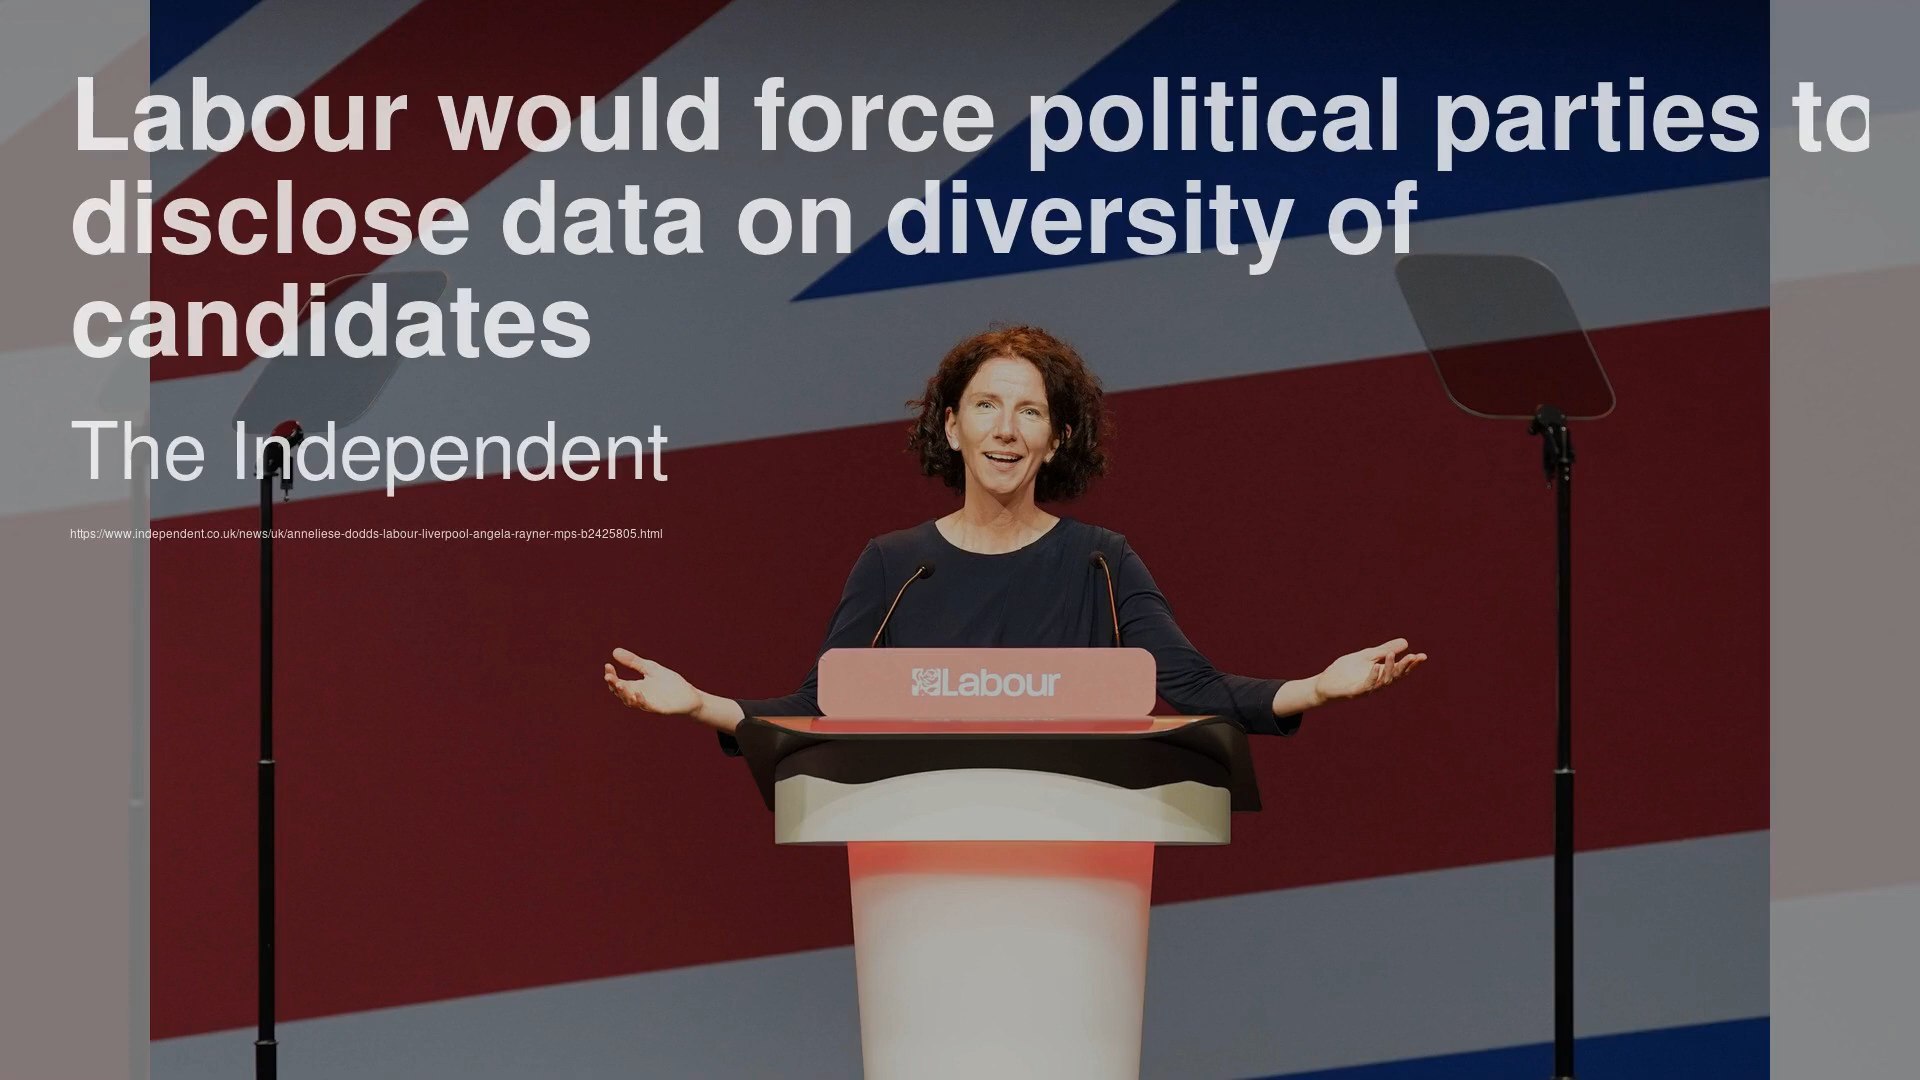 Labour would force political parties to
disclose data on diversity of
candidates
The Independent
https://www.independent.co.uk/news/uk/anneliese-dodds-labour-liverpool-angela-rayner-mps-b2425805.html
Labour